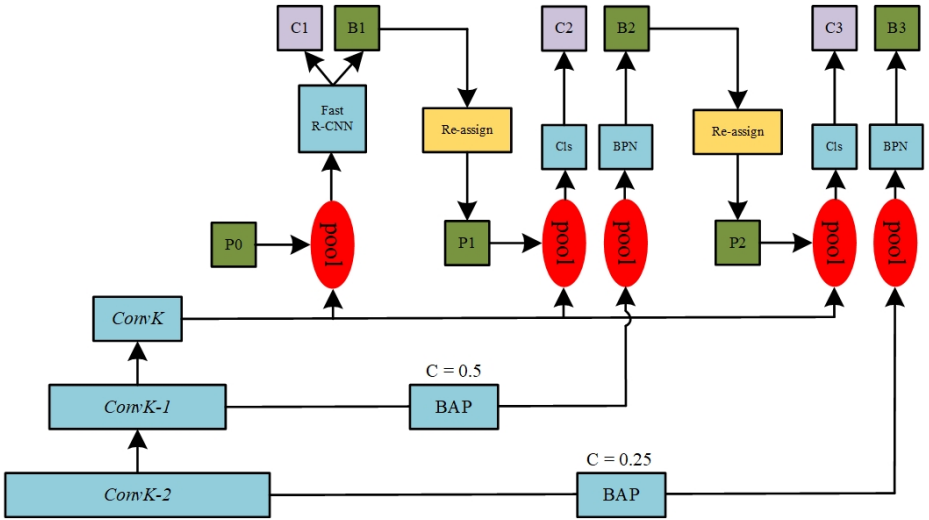 C1
B1
C2
B2
C3
B3
Fast
R-CNN
Re-assign
Cls
BPN
Re-assign
Cls
BPN
P0
pool
P1
pool
pool
P2
pool
pool
ConvK
C = 0.5
ConvK-1
BAP
C = 0.25
ConvK-2
BAP